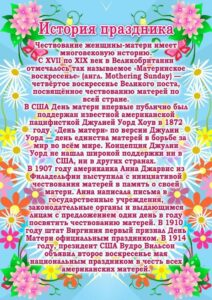 История праздника
Чествование женщины-матери имеет
многовековую историю.
С XVII по XIX век в Великобритании
отмечалось так называемое «Материнское
воскресенье» (англ. Mothering Sunday) —
четвёртое воскресенье Великого поста,
посвящённое чествованию матерей по
всей стране.
В США День матери впервые публично был
поддержан известной американской
пацифисткой Джулией Уорд Хоув в 1872
году. «День матери» по версии Джулии
Уорд — день единства матерей в борьбе за
мир во всём мире. Концепция Джулии
Уорд не нашла широкой поддержки ни в
США, ни в других странах.
В 1907 году американка Анна Джарвис из
Филадельфии выступила с инициативой
чествования матерей в память о своей
матери. Анна написала письма в
государственные учреждения,
законодательные органы и выдающимся
лицам с предложением один день в году
посвятить чествованию матерей. В 1910
году штат Виргиния первый признал День
Матери официальным праздником. В 1914
году, президент США Вудро Вильсон
объявил второе воскресенье мая
национальным праздником в честь всех
американских матерей.